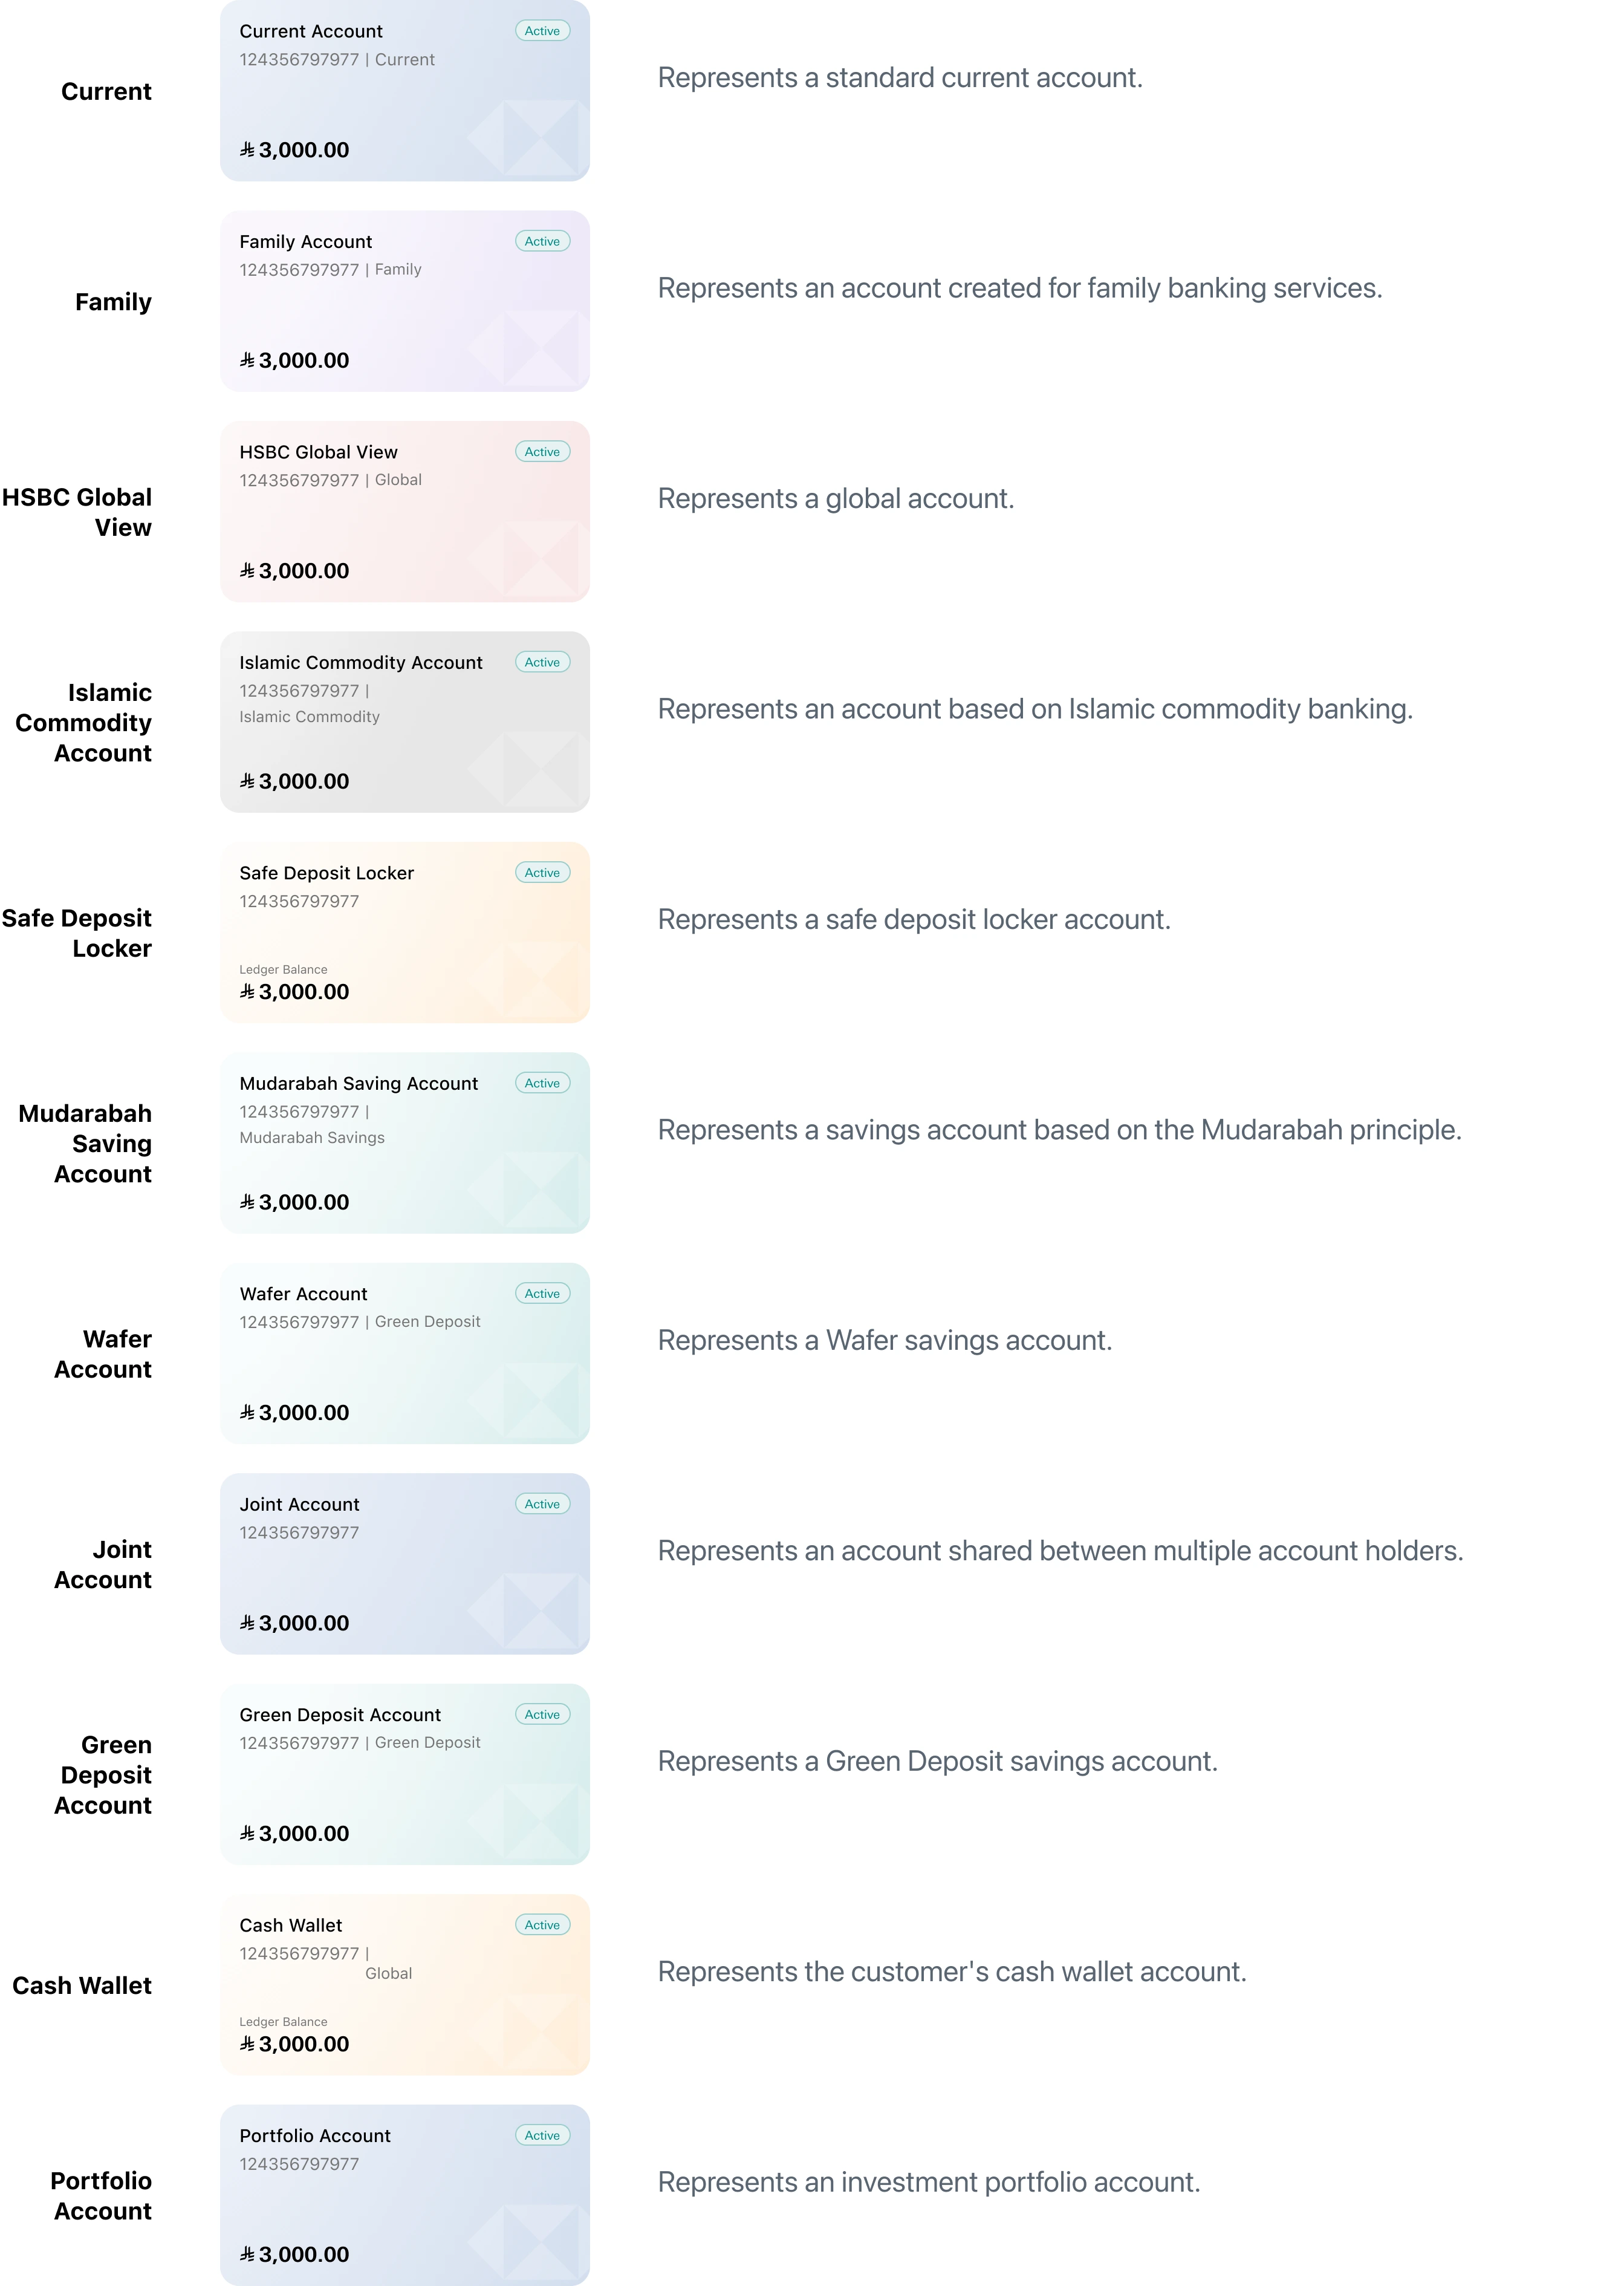 Current Account
Active
124356797977 | Current
Current
Represents a standard current account.
⃁ 3,000.00
Family Account
Active
124356797977 | Family
Family
Represents an account created for family banking services.
⃁ 3,000.00
HSBC Global View
Active
124356797977 | Global
HSBC Global
View
Represents a global account.
⃁ 3,000.00
Islamic Commodity Account
Active
124356797977 |
Islamic Commodity
Islamic
Commodity
Account
Represents an account based on Islamic commodity banking.
⃁ 3,000.00
Safe Deposit Locker
Active
124356797977
Safe Deposit
Locker
Represents a safe deposit locker account.
Ledger Balance
⃁ 3,000.00
Mudarabah Saving Account
Active
124356797977 |
Mudarabah Savings
Mudarabah
Saving
Account
Represents a savings account based on the Mudarabah principle.
⃁ 3,000.00
Wafer Account
Active
124356797977 | Green Deposit
Wafer
Account
Represents a Wafer savings account.
⃁ 3,000.00
Joint Account
Active
124356797977
Joint
Account
Represents an account shared between multiple account holders.
⃁ 3,000.00
Green Deposit Account
Active
124356797977 | Green Deposit
Green
Deposit
Account
Represents a Green Deposit savings account.
⃁ 3,000.00
Cash Wallet
Active
124356797977 |
Global
Cash Wallet
Represents the customer's cash wallet account.
Ledger Balance
⃁ 3,000.00
Portfolio Account
Active
124356797977
Portfolio
Account
Represents an investment portfolio account.
⃁ 3,000.00